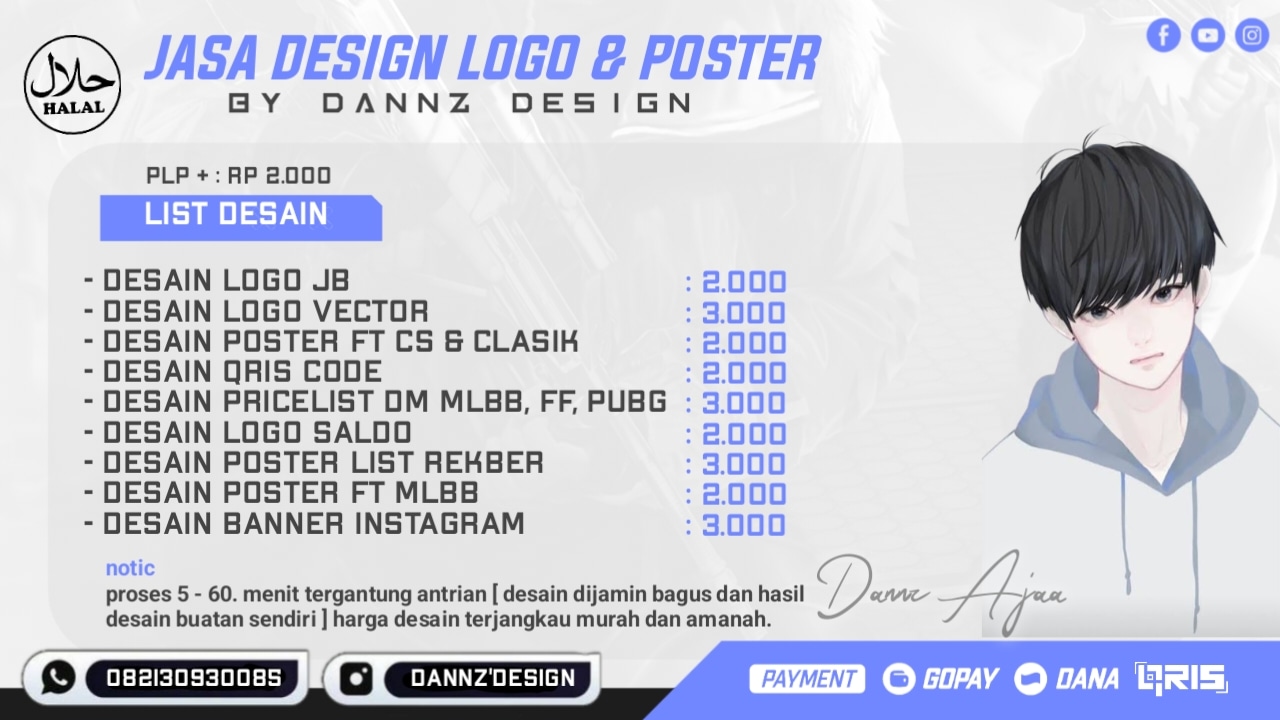 حلال
HALAL
JASA DESIGN LOGO & POSTER
BY DANNZ DESIGN
PLP + : RP 2.000
LIST DESAIN
- DESAIN LOGO JB : 2.000
- DESAIN LOGO VECTOR : 3.000
- DESAIN POSTER FT CS & CLASIK : 2.000
- DESAIN QRIS CODE : 2.000
- DESAIN PRICELIST DM MLBB, FF, PUBG : 3.000
- DESAIN LOGO SALDO : 2.000
- DESAIN POSTER LIST REKBER : 3.000
- DESAIN POSTER FT MLBB : 2.000
- DESAIN BANNER INSTAGRAM : 3.000
notic
proses 5 - 60. menit tergantung antrian [ desain dijamin bagus dan hasil
desain buatan sendiri ] harga desain terjangkau murah dan amanah.
Dannz Ajaa
082130930085
DANNZ'DESIGN
PAYMENT GOPAY DANA QRIS